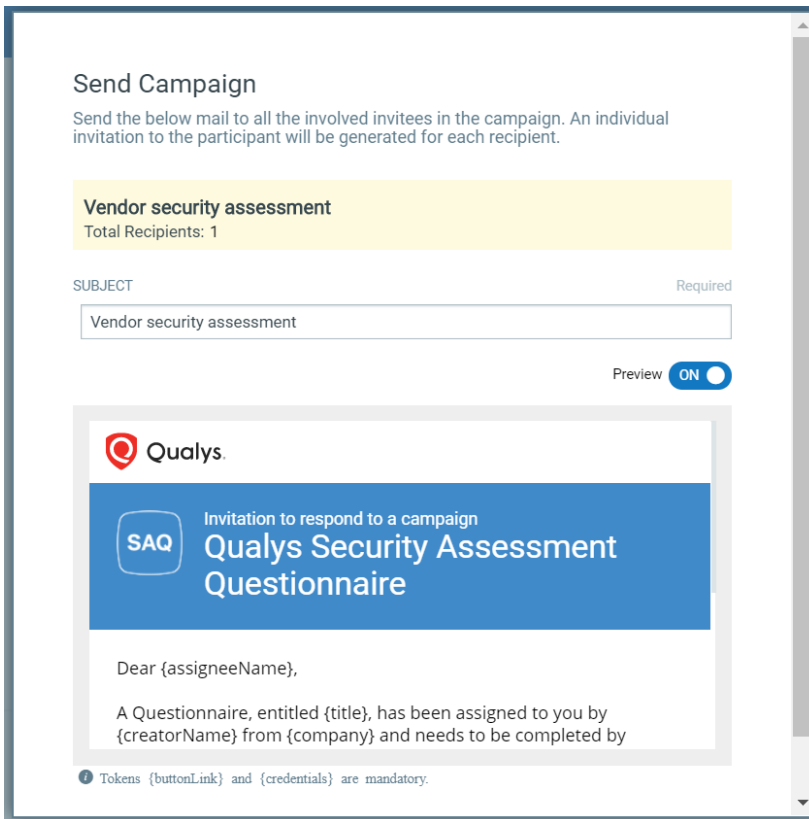 Send Campaign
Send the below mail to all the involved invitees in the campaign. An individual
invitation to the participant will be generated for each recipient.
Vendor security assessment
Total Recipients: 1
SUBJECT Required
Vendor security assessment
Preview ON
Qualys.
SAQ
Invitation to respond to a campaign
Qualys Security Assessment
Questionnaire
Dear {assigneeName},
A Questionnaire, entitled {title}, has been assigned to you by
{creatorName} from {company} and needs to be completed by
Tokens {buttonLink} and {credentials} are mandatory.